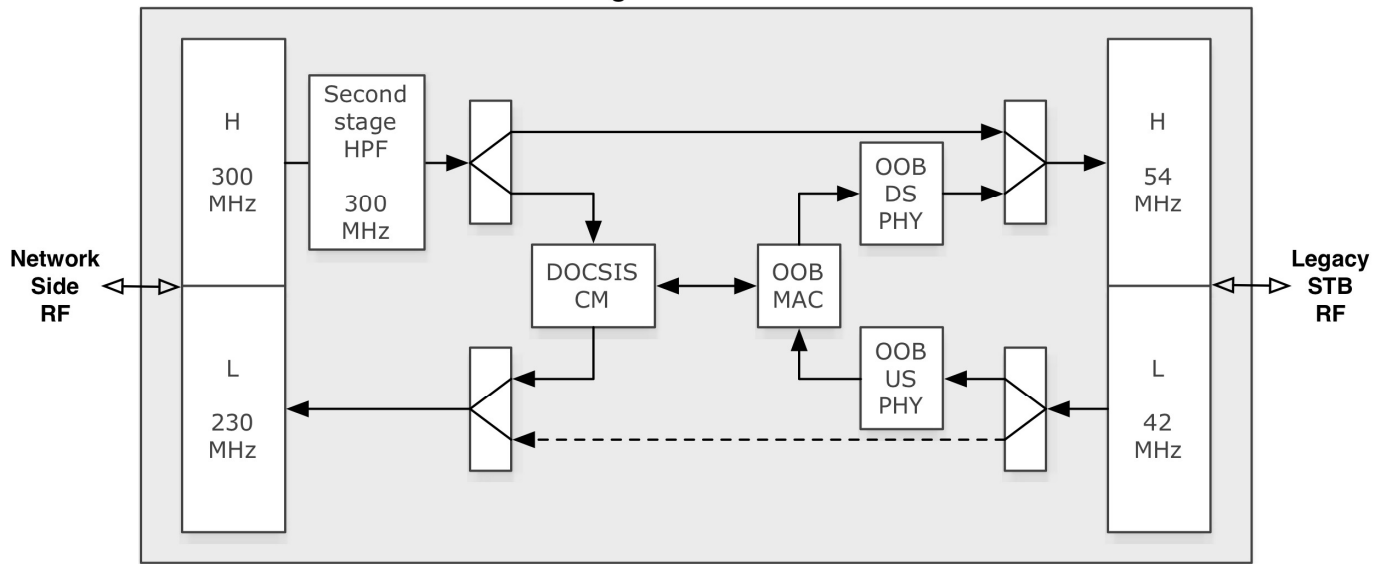 Network
Side
RF
H
300
MHz
L
230
MHz
Second
stage
HPF
300
MHz
DOCSIS
CM
OOB
MAC
OOB
DS
PHY
OOB
US
PHY
H
54
MHz
L
42
MHz
Legacy
STB
RF